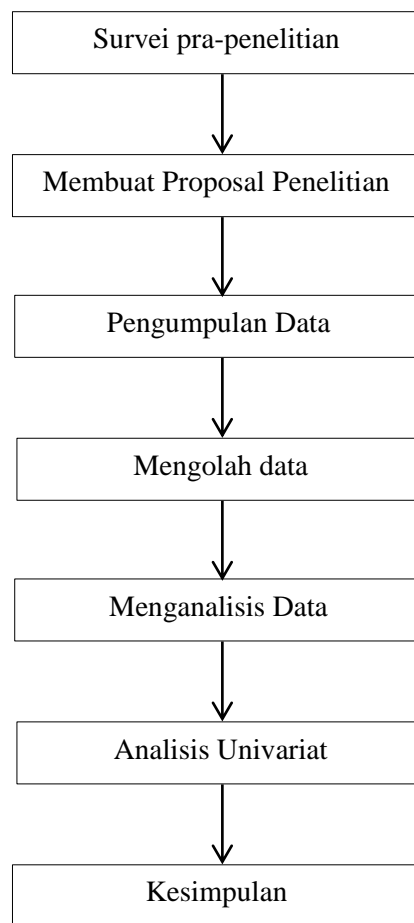 Survei pra-penelitian
Membuat Proposal Penelitian
Pengumpulan Data
Mengolah data
Menganalisis Data
Analisis Univariat
Kesimpulan